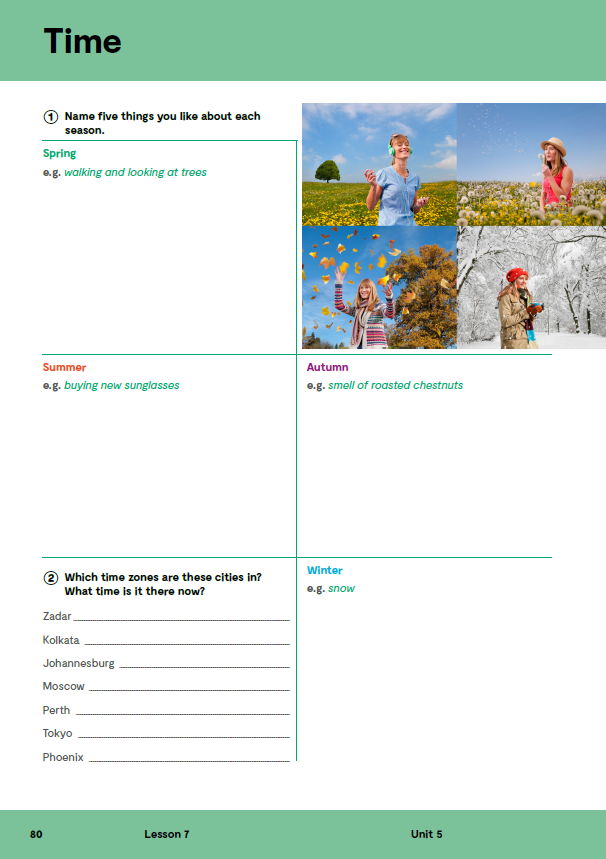 Time
1 Name five things you like about each
season.
Spring
e.g. walking and looking at trees
Summer
e.g. buying new sunglasses
Autumn
e.g. smell of roasted chestnuts
2 Which time zones are these cities in?
What time is it there now?
Zadar
Kolkata
Johannesburg
Moscow
Perth
Tokyo
Phoenix
Winter
e.g. snow
80 Lesson 7 Unit 5